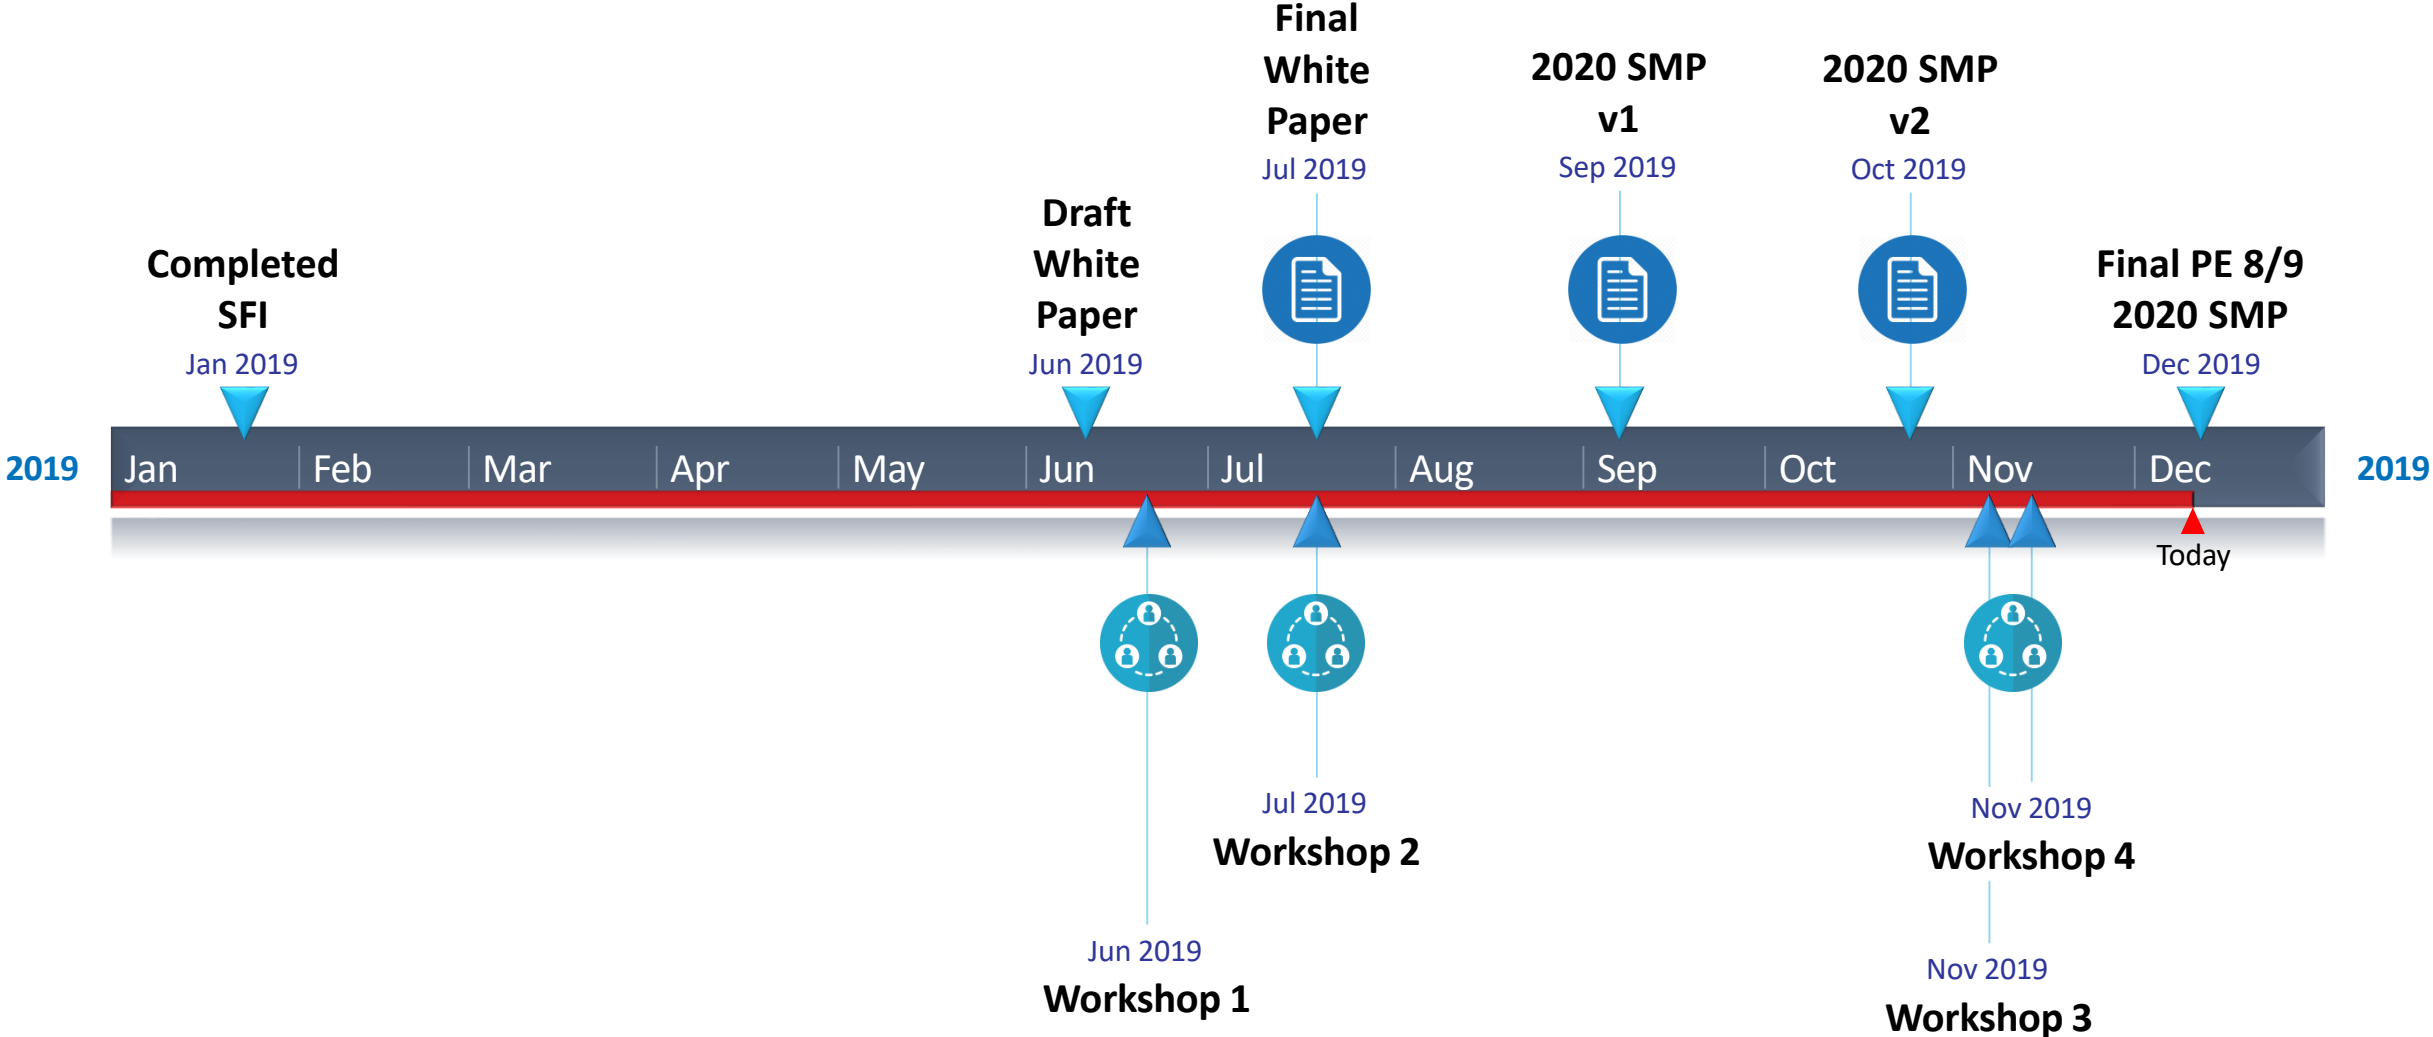 Final
White
Paper
Jul 2019
2020 SMP
v1
Sep 2019
2020 SMP
v2
Oct 2019
Draft
White
Paper
Jun 2019
Completed
SFI
Jan 2019
Final PE 8/9
2020 SMP
Dec 2019
2019 Jan Feb Mar Apr May Jun Jul Aug Sep Oct Nov Dec 2019
Today
Jul 2019
Workshop 2
Nov 2019
Workshop 4
Jun 2019
Workshop 1
Nov 2019
Workshop 3